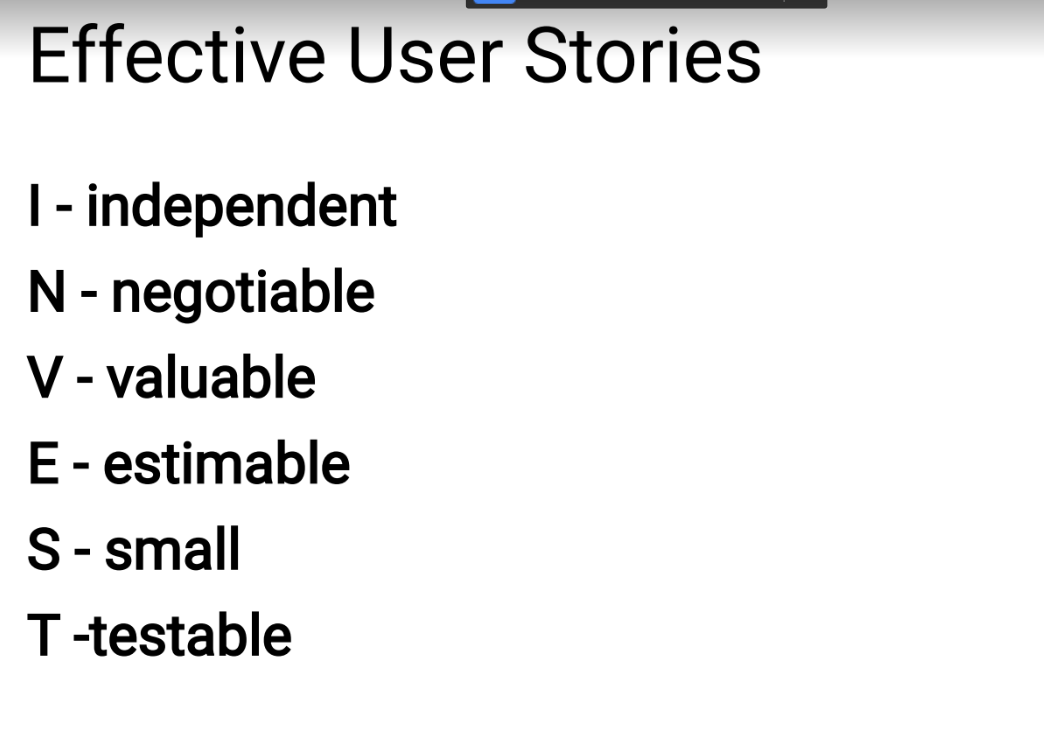 Effective User Stories
I - independent
N - negotiable
V - valuable
E - estimable
S - small
T -testable